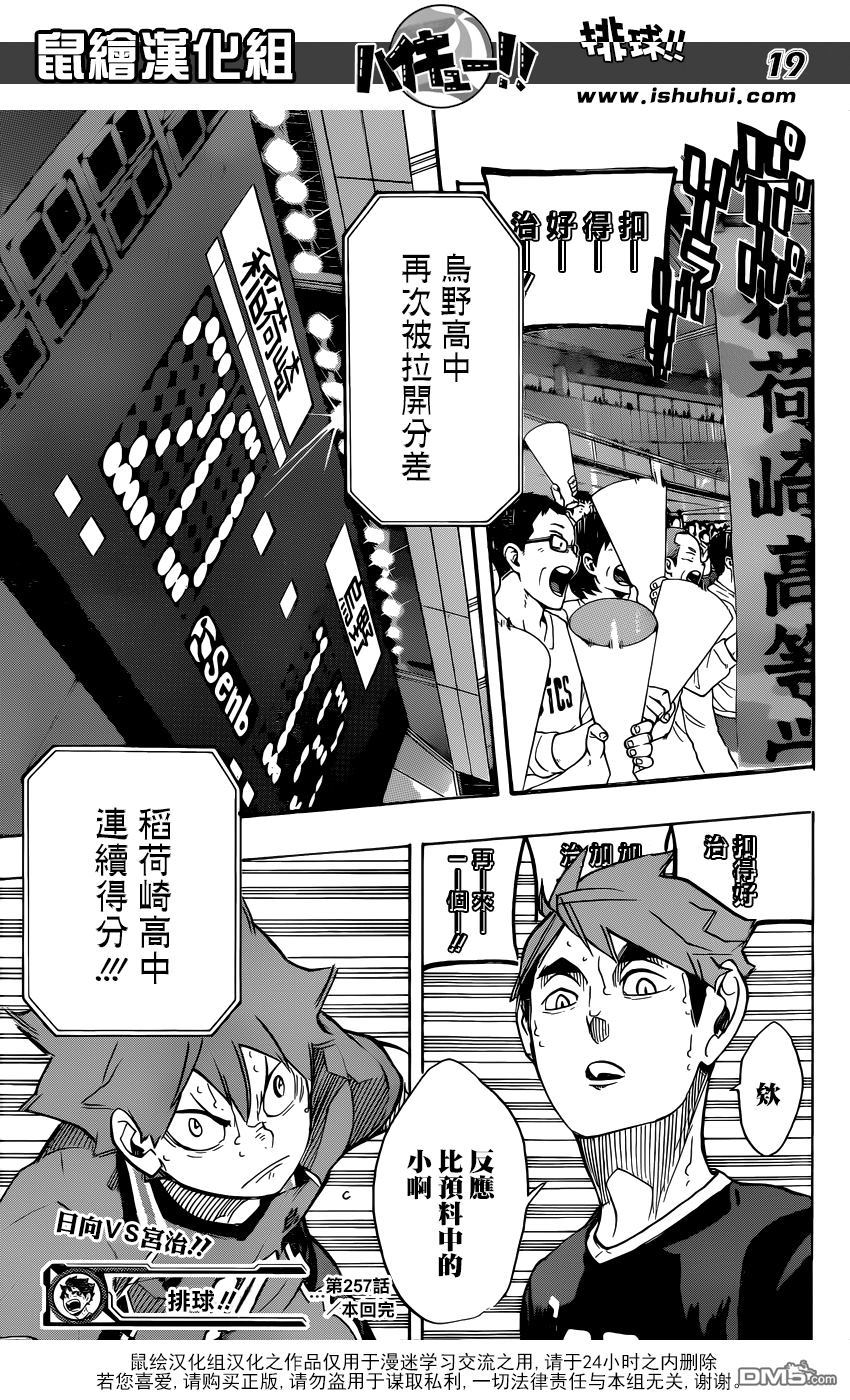 鼠繪漢化組
ハイキュー!!
排球!!
19
www.ishuhui.com
扣得好治
烏野高中
再次被拉開分差
稻荷崎
稻荷崎高等
Senb
稻荷崎高中
連續得分!!!
扣得好
治
加加
治
再來
一個!!
欸
反應
比預料中的
小啊
日向VS宮治!!
排球!!
…第257話
／本回完
鼠绘汉化组汉化之作品仅用于漫迷学习交流之用, 请于24小时之内删除
若您喜爱, 请购买正版, 请勿用于谋取私利, 一切法律责任与本组无关, 谢谢。
DM5.com